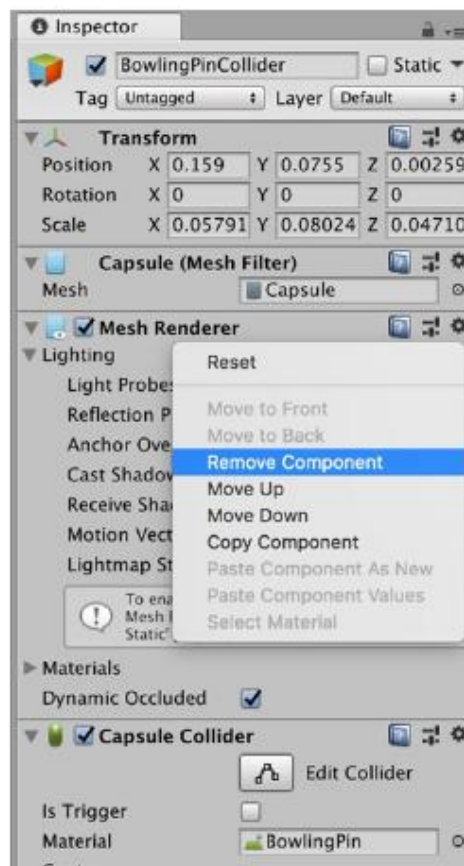 Inspector
BowlingPinCollider Static
Tag Untagged Layer Default
Transform
Position X 0.159 Y 0.0755 Z 0.00259
Rotation X 0 Y 0 Z 0
Scale X 0.05791 Y 0.08024 Z 0.04710
Capsule (Mesh Filter)
Mesh Capsule
Mesh Renderer
Lighting
Light Probes
Reflection P
Anchor Ove
Cast Shadov
Receive Sha
Motion Vect
Lightmap St
To ena
Mesh
Static"
Reset
Move to Front
Move to Back
Remove Component
Move Up
Move Down
Copy Component
Paste Component As New
Paste Component Values
Select Material
Materials
Dynamic Occluded
Capsule Collider
Edit Collider
Is Trigger
Material BowlingPin